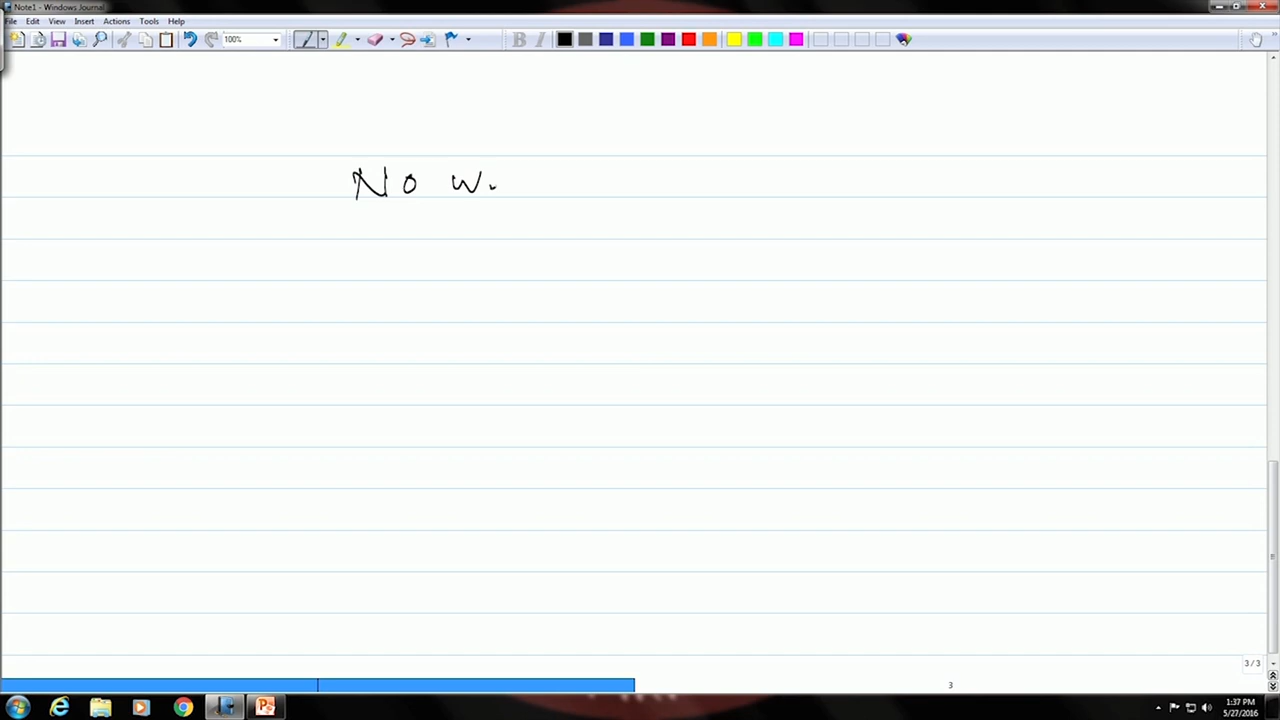 Note1 - Windows Journal
File Edit View Insert Actions Tools Help
100%
B I
No w.
3 / 3
3
1:37 PM
5/27/2016